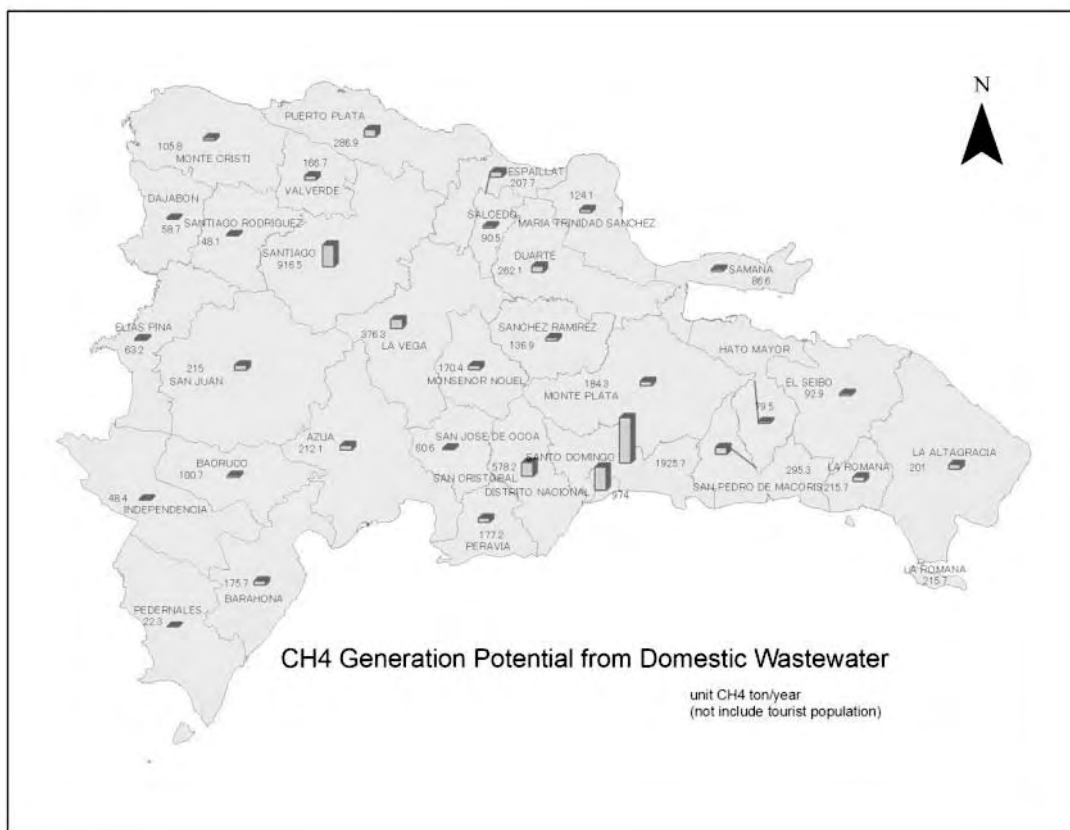 N
PUERTO PLATA
286.9
105.8
MONTE CRISTI
166.7
VALVERDE
ESPAILLAT
207.7
DAJABON
58.7
SANTIAGO RODRIGUEZ
48.1
124.1
MARIA TRINIDAD SANCHEZ
SALCEDO
90.5
SANTIAGO
916.5
DUARTE
262.1
SAMANA
86.6
ELIAS PINA
63.2
376.3
LA VEGA
SANCHEZ RAMIREZ
136.9
HATO MAYOR
79.5
215
SAN JUAN
170.4
MONSENOR NOUEL
184.3
MONTE PLATA
EL SEIBO
92.9
AZUA
212.1
SAN JOSE DE OCOA
60.6
SANTO DOMINGO
1925.7
LA ALTAGRACIA
201
BAORUCO
100.7
578.2
SAN CRISTOBAL
DISTRITO NACIONAL
974
295.3
SAN PEDRO DE MACORIS
LA ROMANA
215.7
48.4
INDEPENDENCIA
177.2
PERAVIA
LA ROMANA
215.7
175.7
BARAHONA
PEDERNALES
22.3
CH4 Generation Potential from Domestic Wastewater
unit CH4 ton/year
(not include tourist population)